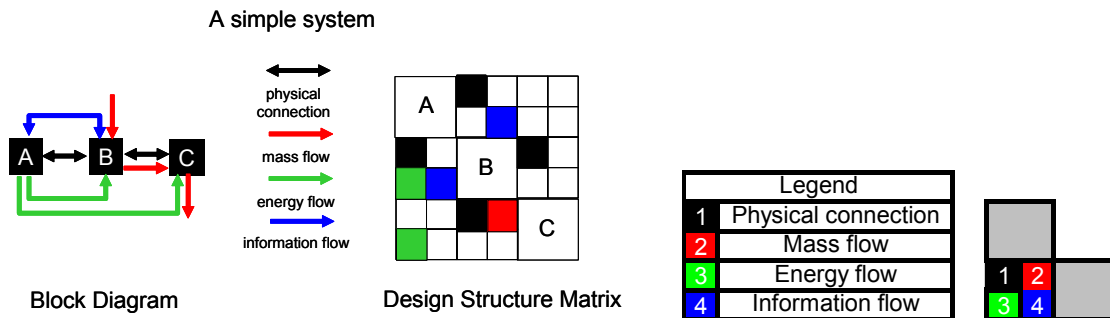 A simple system
A B C
physical
connection
mass flow
energy flow
information flow
A
B
C
Block Diagram
Design Structure Matrix
Legend
1 Physical connection
2 Mass flow
3 Energy flow
4 Information flow
1 2
3 4